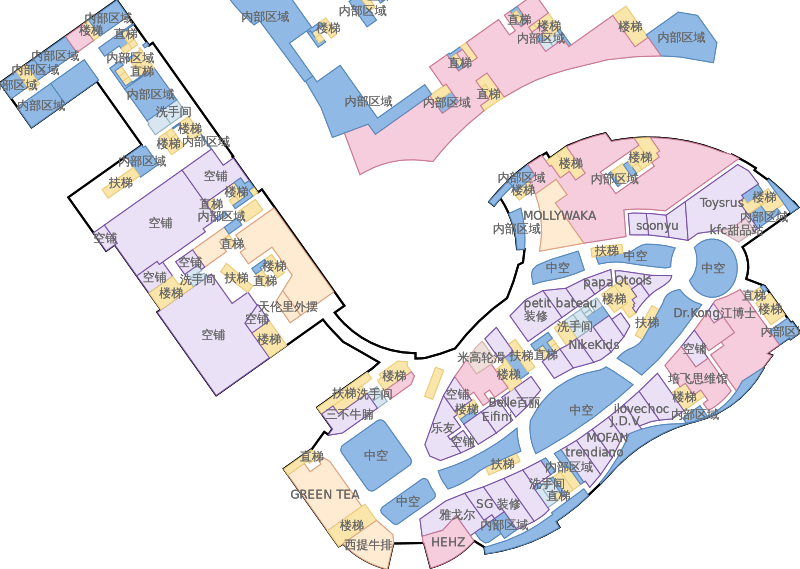 内部区域
内部区域
内部区域
楼梯
直梯
楼梯
直梯
楼梯
内部区域
内部区域
内部区域
内部区域
直梯
内部区域
直梯
内部区域
内部区域
内部区域
内部区域
直梯
内部区域
洗手间
楼梯
楼梯
内部区域
内部区域
扶梯
空铺
内部区域
楼梯
楼梯
楼梯
内部区域
楼梯
直梯
内部区域
空铺
空铺
MOLLYWAKA
内部区域
soonyu
Toysrus
楼梯
内部区域
kfc甜品站
直梯
扶梯
中空
空铺
洗手间
空铺
楼梯
扶梯
楼梯
直梯
中空
papa
Qtools
中空
天伦里外摆
空铺
空铺
楼梯
petit bateau
装修
楼梯
洗手间
扶梯
NikeKids
直梯
楼梯
Dr.Kong江博士
内部区
空铺
培飞思维馆
米高轮滑
扶梯
直梯
楼梯
楼梯
扶梯
洗手间
三不牛腩
空铺
楼梯
Belle百丽
Eifini
乐友
空铺
中空
楼梯
内部区域
ilovechoc
J.D.V.
MOFAN
trendiano
直梯
中空
扶梯
内部区域
洗手间
直梯
GREEN TEA
中空
SG
装修
雅戈尔
内部区域
楼梯
西提牛排
HEHZ